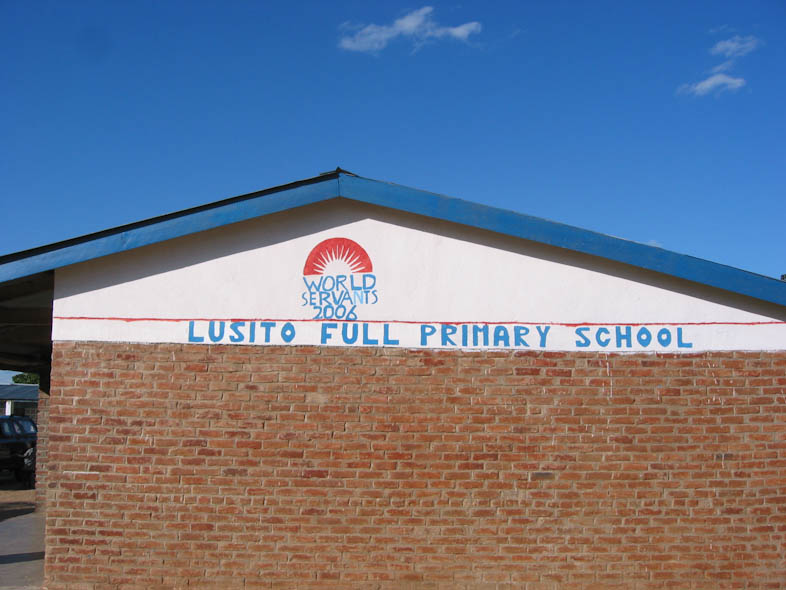 WORLD
SERVANTS
2006
LUSITO FULL PRIMARY SCHOOL